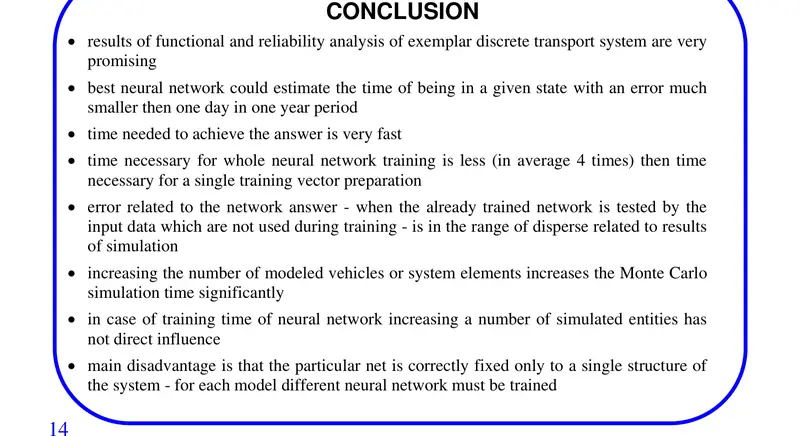 CONCLUSION
• results of functional and reliability analysis of exemplar discrete transport system are very
promising
• best neural network could estimate the time of being in a given state with an error much
smaller then one day in one year period
• time needed to achieve the answer is very fast
• time necessary for whole neural network training is less (in average 4 times) then time
necessary for a single training vector preparation
• error related to the network answer - when the already trained network is tested by the
input data which are not used during training - is in the range of disperse related to results
of simulation
• increasing the number of modeled vehicles or system elements increases the Monte Carlo
simulation time significantly
• in case of training time of neural network increasing a number of simulated entities has
not direct influence
• main disadvantage is that the particular net is correctly fixed only to a single structure of
the system - for each model different neural network must be trained
14